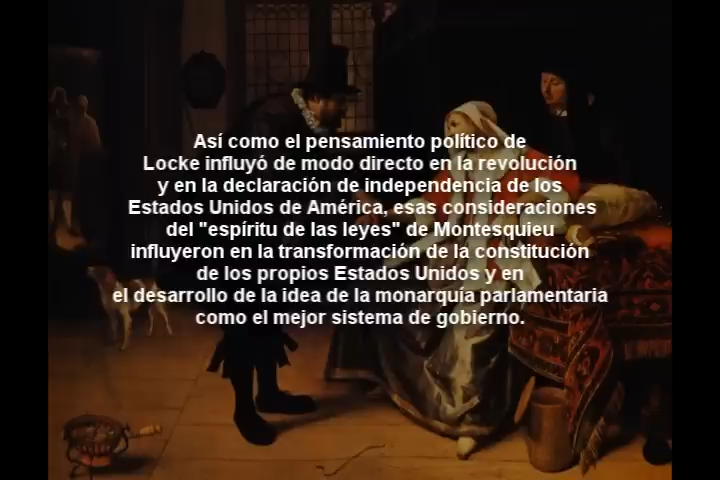 Así como el pensamiento político de
Locke influyó de modo directo en la revolución
y en la declaración de independencia de los
Estados Unidos de América, esas consideraciones
del "espíritu de las leyes" de Montesquieu
influyeron en la transformación de la constitución
de los propios Estados Unidos y en
el desarrollo de la idea de la monarquía parlamentaria
como el mejor sistema de gobierno.